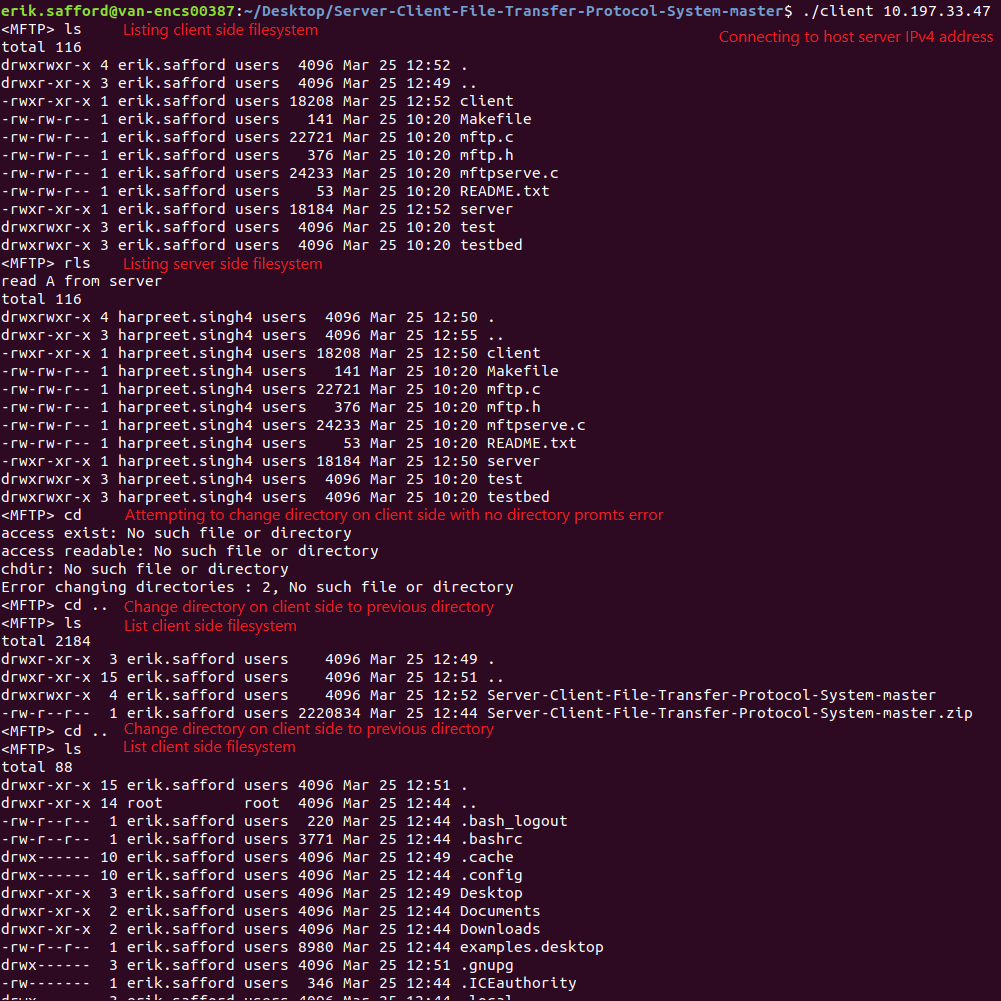 erik.safford@van-encs00387:~/Desktop/Server-Client-File-Transfer-Protocol-System-master$ ./client 10.197.33.47
<MFTP> ls Listing client side filesystem
Connecting to host server IPv4 address
total 116
drwxrwxr-x 4 erik.safford users  4096 Mar 25 12:52 .
drwxr-xr-x 3 erik.safford users  4096 Mar 25 12:49 ..
-rwxr-xr-x 1 erik.safford users 18208 Mar 25 12:52 client
-rw-rw-r-- 1 erik.safford users   141 Mar 25 10:20 Makefile
-rw-rw-r-- 1 erik.safford users 22721 Mar 25 10:20 mftp.c
-rw-rw-r-- 1 erik.safford users   376 Mar 25 10:20 mftp.h
-rw-rw-r-- 1 erik.safford users 24233 Mar 25 10:20 mftpserve.c
-rw-rw-r-- 1 erik.safford users    53 Mar 25 10:20 README.txt
-rwxr-xr-x 1 erik.safford users 18184 Mar 25 12:52 server
drwxrwxr-x 3 erik.safford users  4096 Mar 25 10:20 test
drwxrwxr-x 3 erik.safford users  4096 Mar 25 10:20 testbed
<MFTP> rls Listing server side filesystem
read A from server
total 116
drwxrwxr-x 4 harpreet.singh4 users  4096 Mar 25 12:50 .
drwxr-xr-x 3 harpreet.singh4 users  4096 Mar 25 12:55 ..
-rwxr-xr-x 1 harpreet.singh4 users 18208 Mar 25 12:50 client
-rw-rw-r-- 1 harpreet.singh4 users   141 Mar 25 10:20 Makefile
-rw-rw-r-- 1 harpreet.singh4 users 22721 Mar 25 10:20 mftp.c
-rw-rw-r-- 1 harpreet.singh4 users   376 Mar 25 10:20 mftp.h
-rw-rw-r-- 1 harpreet.singh4 users 24233 Mar 25 10:20 mftpserve.c
-rw-rw-r-- 1 harpreet.singh4 users    53 Mar 25 10:20 README.txt
-rwxr-xr-x 1 harpreet.singh4 users 18184 Mar 25 12:50 server
drwxrwxr-x 3 harpreet.singh4 users  4096 Mar 25 10:20 test
drwxrwxr-x 3 harpreet.singh4 users  4096 Mar 25 10:20 testbed
<MFTP> cd Attempting to change directory on client side with no directory promts error
access exist: No such file or directory
access readable: No such file or directory
chdir: No such file or directory
Error changing directories : 2, No such file or directory
<MFTP> cd .. Change directory on client side to previous directory
<MFTP> ls List client side filesystem
total 2184
drwxr-xr-x  3 erik.safford users    4096 Mar 25 12:49 .
drwxr-xr-x 15 erik.safford users    4096 Mar 25 12:51 ..
drwxrwxr-x  4 erik.safford users    4096 Mar 25 12:52 Server-Client-File-Transfer-Protocol-System-master
-rw-r--r--  1 erik.safford users 2220834 Mar 25 12:44 Server-Client-File-Transfer-Protocol-System-master.zip
<MFTP> cd .. Change directory on client side to previous directory
<MFTP> ls List client side filesystem
total 88
drwxr-xr-x 15 erik.safford users 4096 Mar 25 12:51 .
drwxr-xr-x 14 root         root  4096 Mar 25 12:44 ..
-rw-r--r--  1 erik.safford users  220 Mar 25 12:44 .bash_logout
-rw-r--r--  1 erik.safford users 3771 Mar 25 12:44 .bashrc
drwx------ 10 erik.safford users 4096 Mar 25 12:49 .cache
drwx------ 10 erik.safford users 4096 Mar 25 12:44 .config
drwxr-xr-x  3 erik.safford users 4096 Mar 25 12:49 Desktop
drwxr-xr-x  2 erik.safford users 4096 Mar 25 12:44 Documents
drwxr-xr-x  2 erik.safford users 4096 Mar 25 12:44 Downloads
-rw-r--r--  1 erik.safford users 8980 Mar 25 12:44 examples.desktop
drwx------  3 erik.safford users 4096 Mar 25 12:51 .gnupg
-rw-------  1 erik.safford users  346 Mar 25 12:44 .ICEauthority